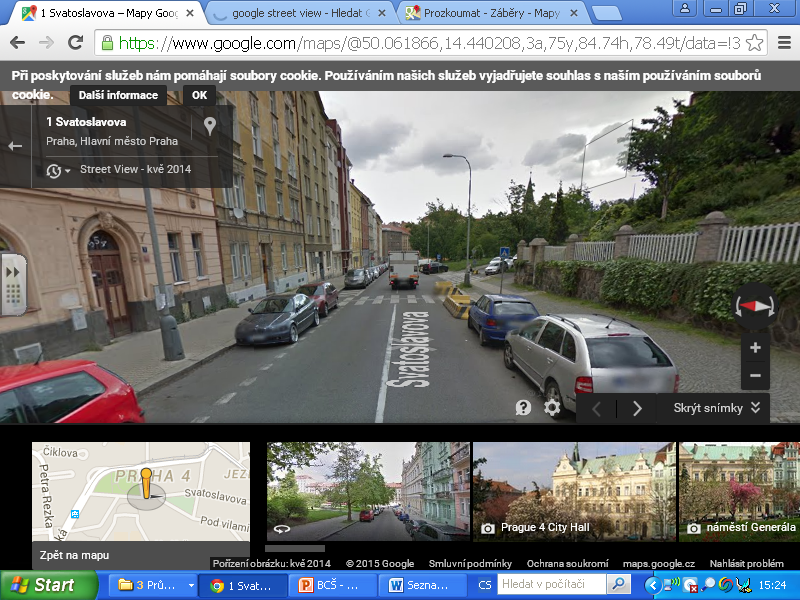 1 Svatoslavova – Mapy Goog
google street view - Hledat G
Prozkoumat - Záběry - Mapy
https://www.google.com/maps/@50.061866,14.440208,3a,75y,84.74h,78.49t/data=!3
Při poskytování služeb nám pomáhají soubory cookie. Používáním našich služeb vyjadřujete souhlas s naším používáním souborů
cookie. Další informace OK
1 Svatoslavova
Praha, Hlavní město Praha
Street View - kvě 2014
Svatoslavova
Skrýt snímky
Čiklova
PRAHA 4
JEZ
Petra Rezka
Svatoslavova
Pod vilami
ká
Zpět na mapu
Prague 4 City Hall
náměstí Generála
Pořízení obrázku: kvě 2014 © 2015 Google Smluvní podmínky Ochrana soukromí maps.google.cz Nahlásit problém
Start 3 Prů... 1 Svat... BCŠ - ... Sezna... CS Hledat v počítači 15:24